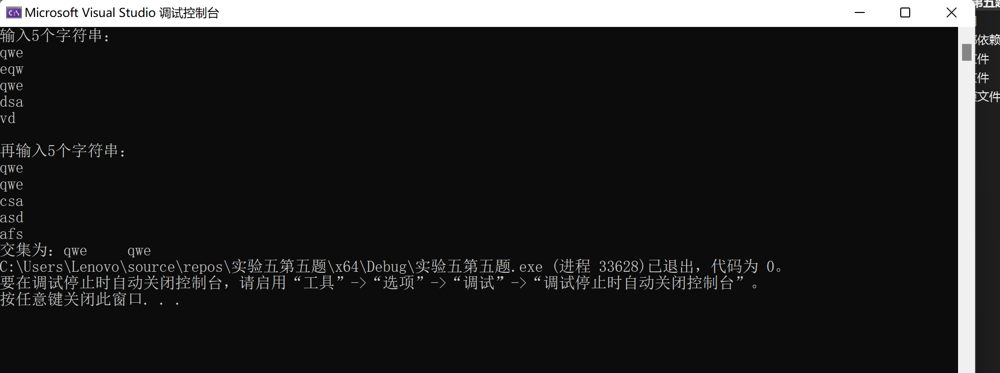 Microsoft Visual Studio 调试控制台
输入5个字符串：
qwe
eqw
qwe
dsa
vd
再输入5个字符串：
qwe
qwe
csa
asd
afs
交集为：qwe     qwe
C:\Users\Lenovo\source\repos\实验五第五题\x64\Debug\实验五第五题.exe (进程 33628)已退出，代码为 0。
要在调试停止时自动关闭控制台，请启用“工具”->“选项”->“调试”->“调试停止时自动关闭控制台”。
按任意键关闭此窗口. . .
第五题
依赖
文件
文件
文件